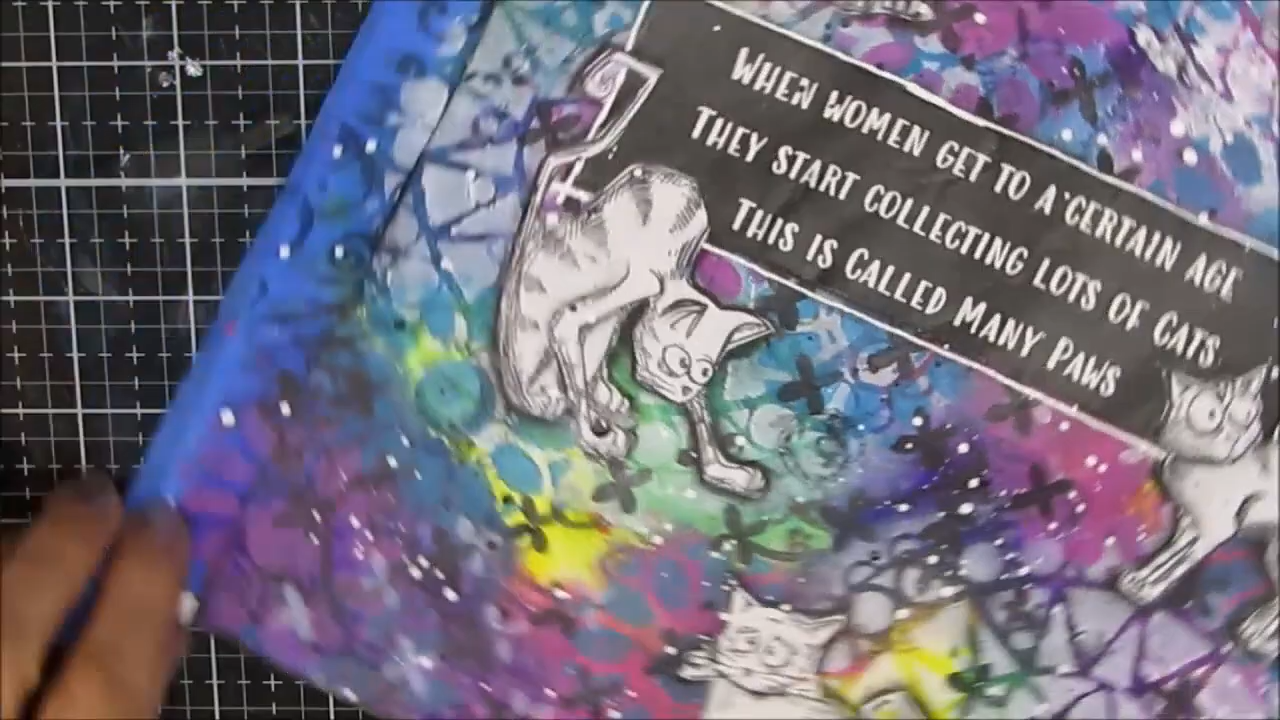 WHEN WOMEN GET TO A CERTAIN AGE
THEY START COLLECTING LOTS OF CATS
THIS IS CALLED MANY PAWS